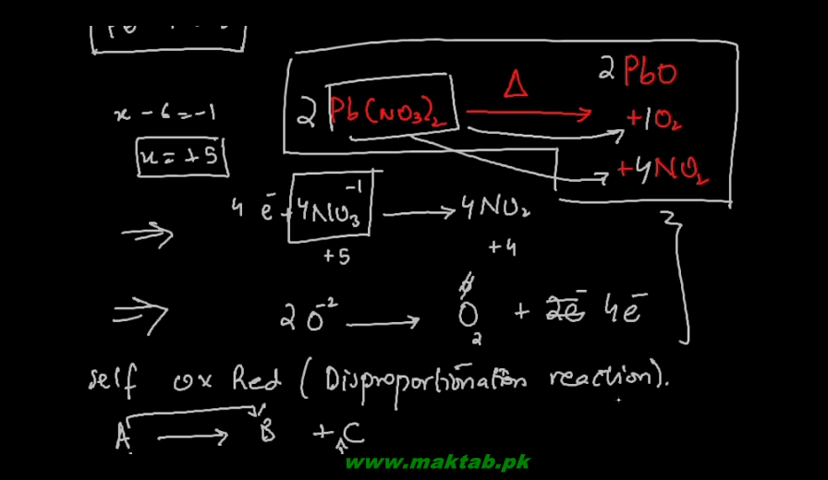 x - 6 = -1
x = +5
2 Pb(NO₃)₂ Δ → 2 PbO
+1O₂
+4NO₂
4 e⁻ + 4NO₃⁻¹ → 4NO₂
+5 +4
⇒
⇒ 2O⁻² → O₂ + 2e⁻ 4e⁻
self ox Red (Disproportionation reaction).
A → B + C
www.maktab.pk